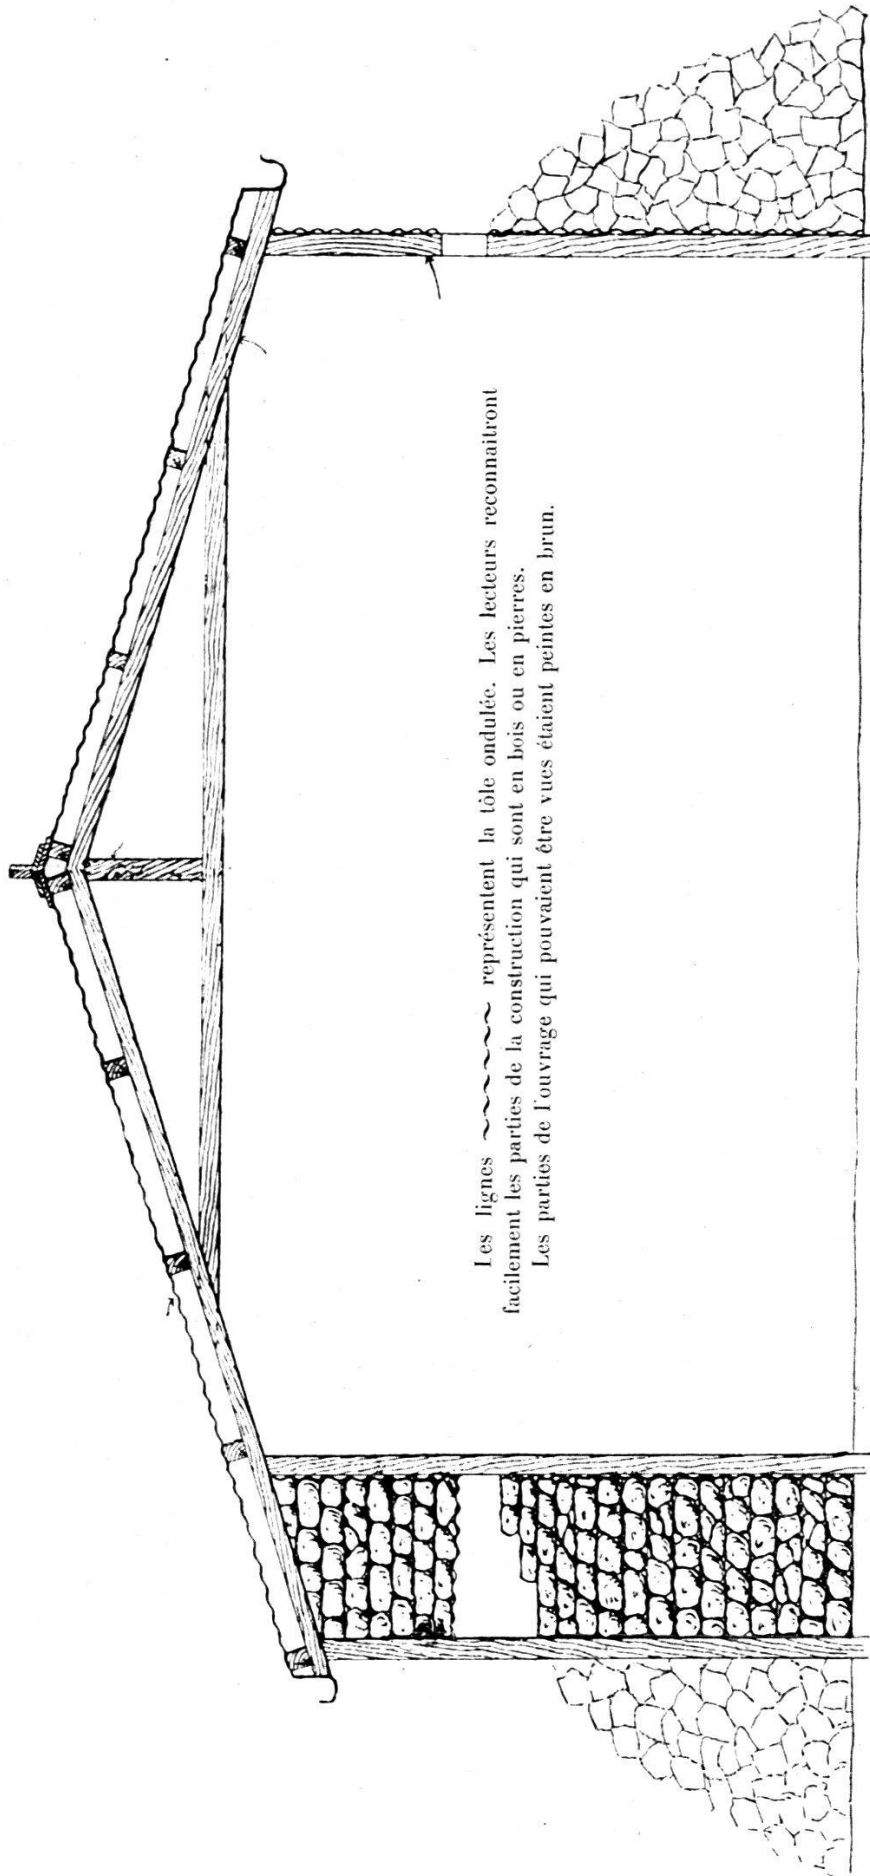 Les lignes 〜〜〜〜〜〜 représentent la tôle ondulée. Les lecteurs reconnaitront
facilement les parties de la construction qui sont en bois ou en pierres.
Les parties de l'ouvrage qui pouvaient être vues étaient peintes en brun.